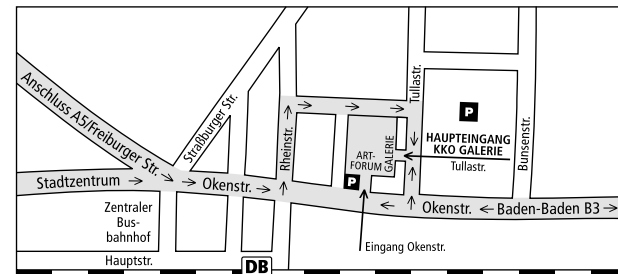 Anschluss A5/Freiburger Str.
Straßburger Str.
Tullastr.
P
HAUPTEINGANG
KKO GALERIE
Tullastr.
Bunsenstr.
Rheinstr.
ART-
FORUM
GALERIE
P
Stadtzentrum
Okenstr.
Okenstr.
Baden-Baden B3
Zentraler
Bus-
bahnhof
Eingang Okenstr.
Hauptstr.
DB